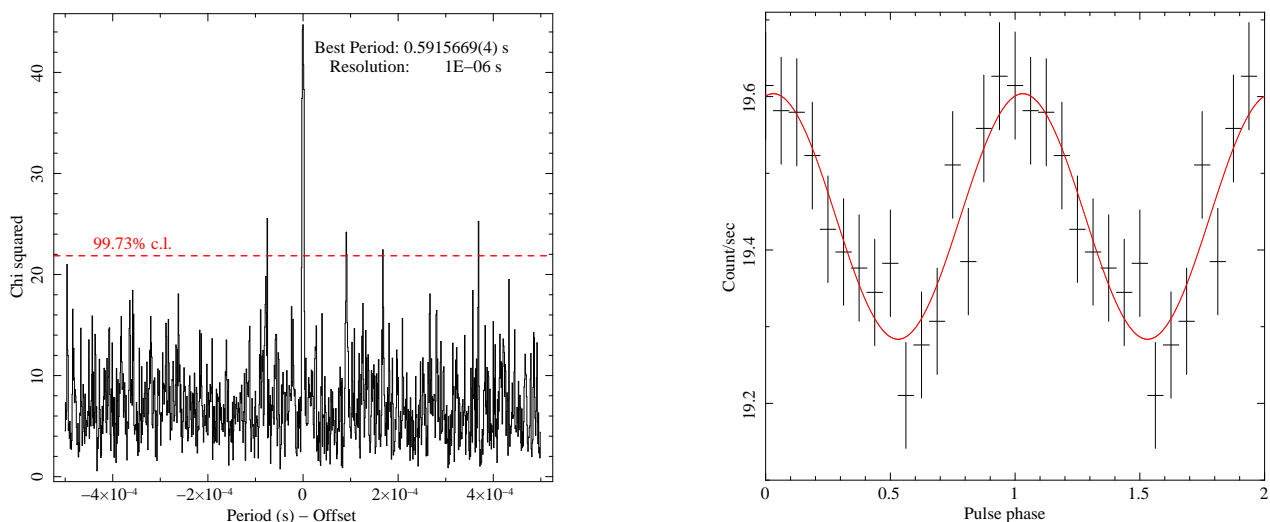 Best Period: 0.5915669(4) s
Resolution: 1E−06 s
99.73% c.l.
Chi squared
0
10
20
30
40
−4×10⁻⁴
−2×10⁻⁴
0
2×10⁻⁴
4×10⁻⁴
Period (s) − Offset
Count/sec
19.2
19.4
19.6
0
0.5
1
1.5
2
Pulse phase